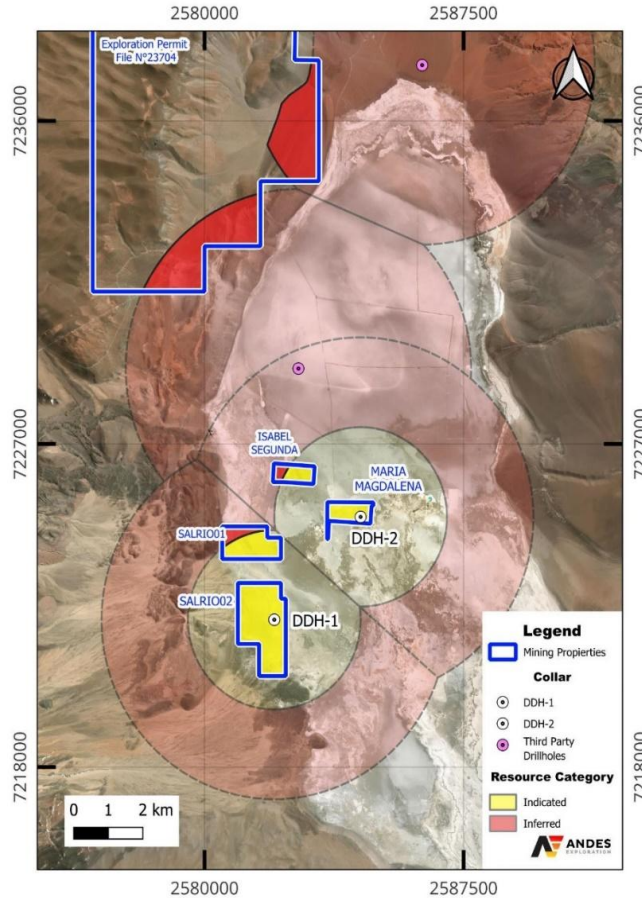 2580000
2587500
Exploration Permit
File N°23704
7236000
7236000
7227000
7227000
ISABEL
SEGUNDA
MARIA
MAGDALENA
DDH-2
SALRIO01
SALRIO02
DDH-1
7218000
7218000
0 1 2 km
Legend
Mining Propierties
Collar
DDH-1
DDH-2
Third Party
Drillholes
Resource Category
Indicated
Inferred
ANDES
EXPLORATION
2580000
2587500